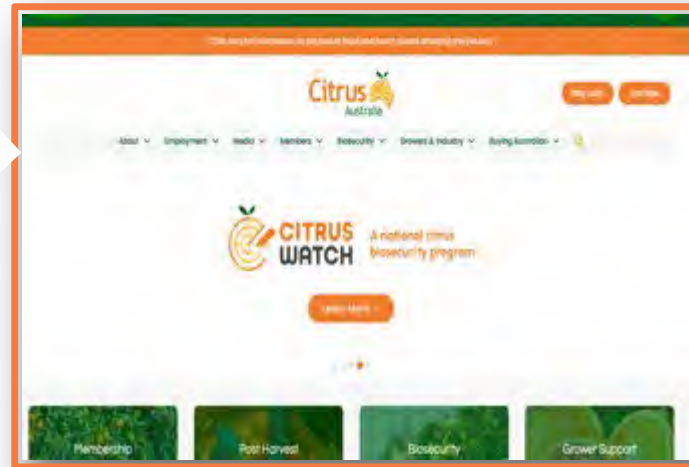 Citrus
Australia
About Employment Media Members Biosecurity Growers & Industry Buying Australian
CITRUS
WATCH
A national citrus
biosecurity program
Learn More
Membership Post Harvest Biosecurity Grower Support